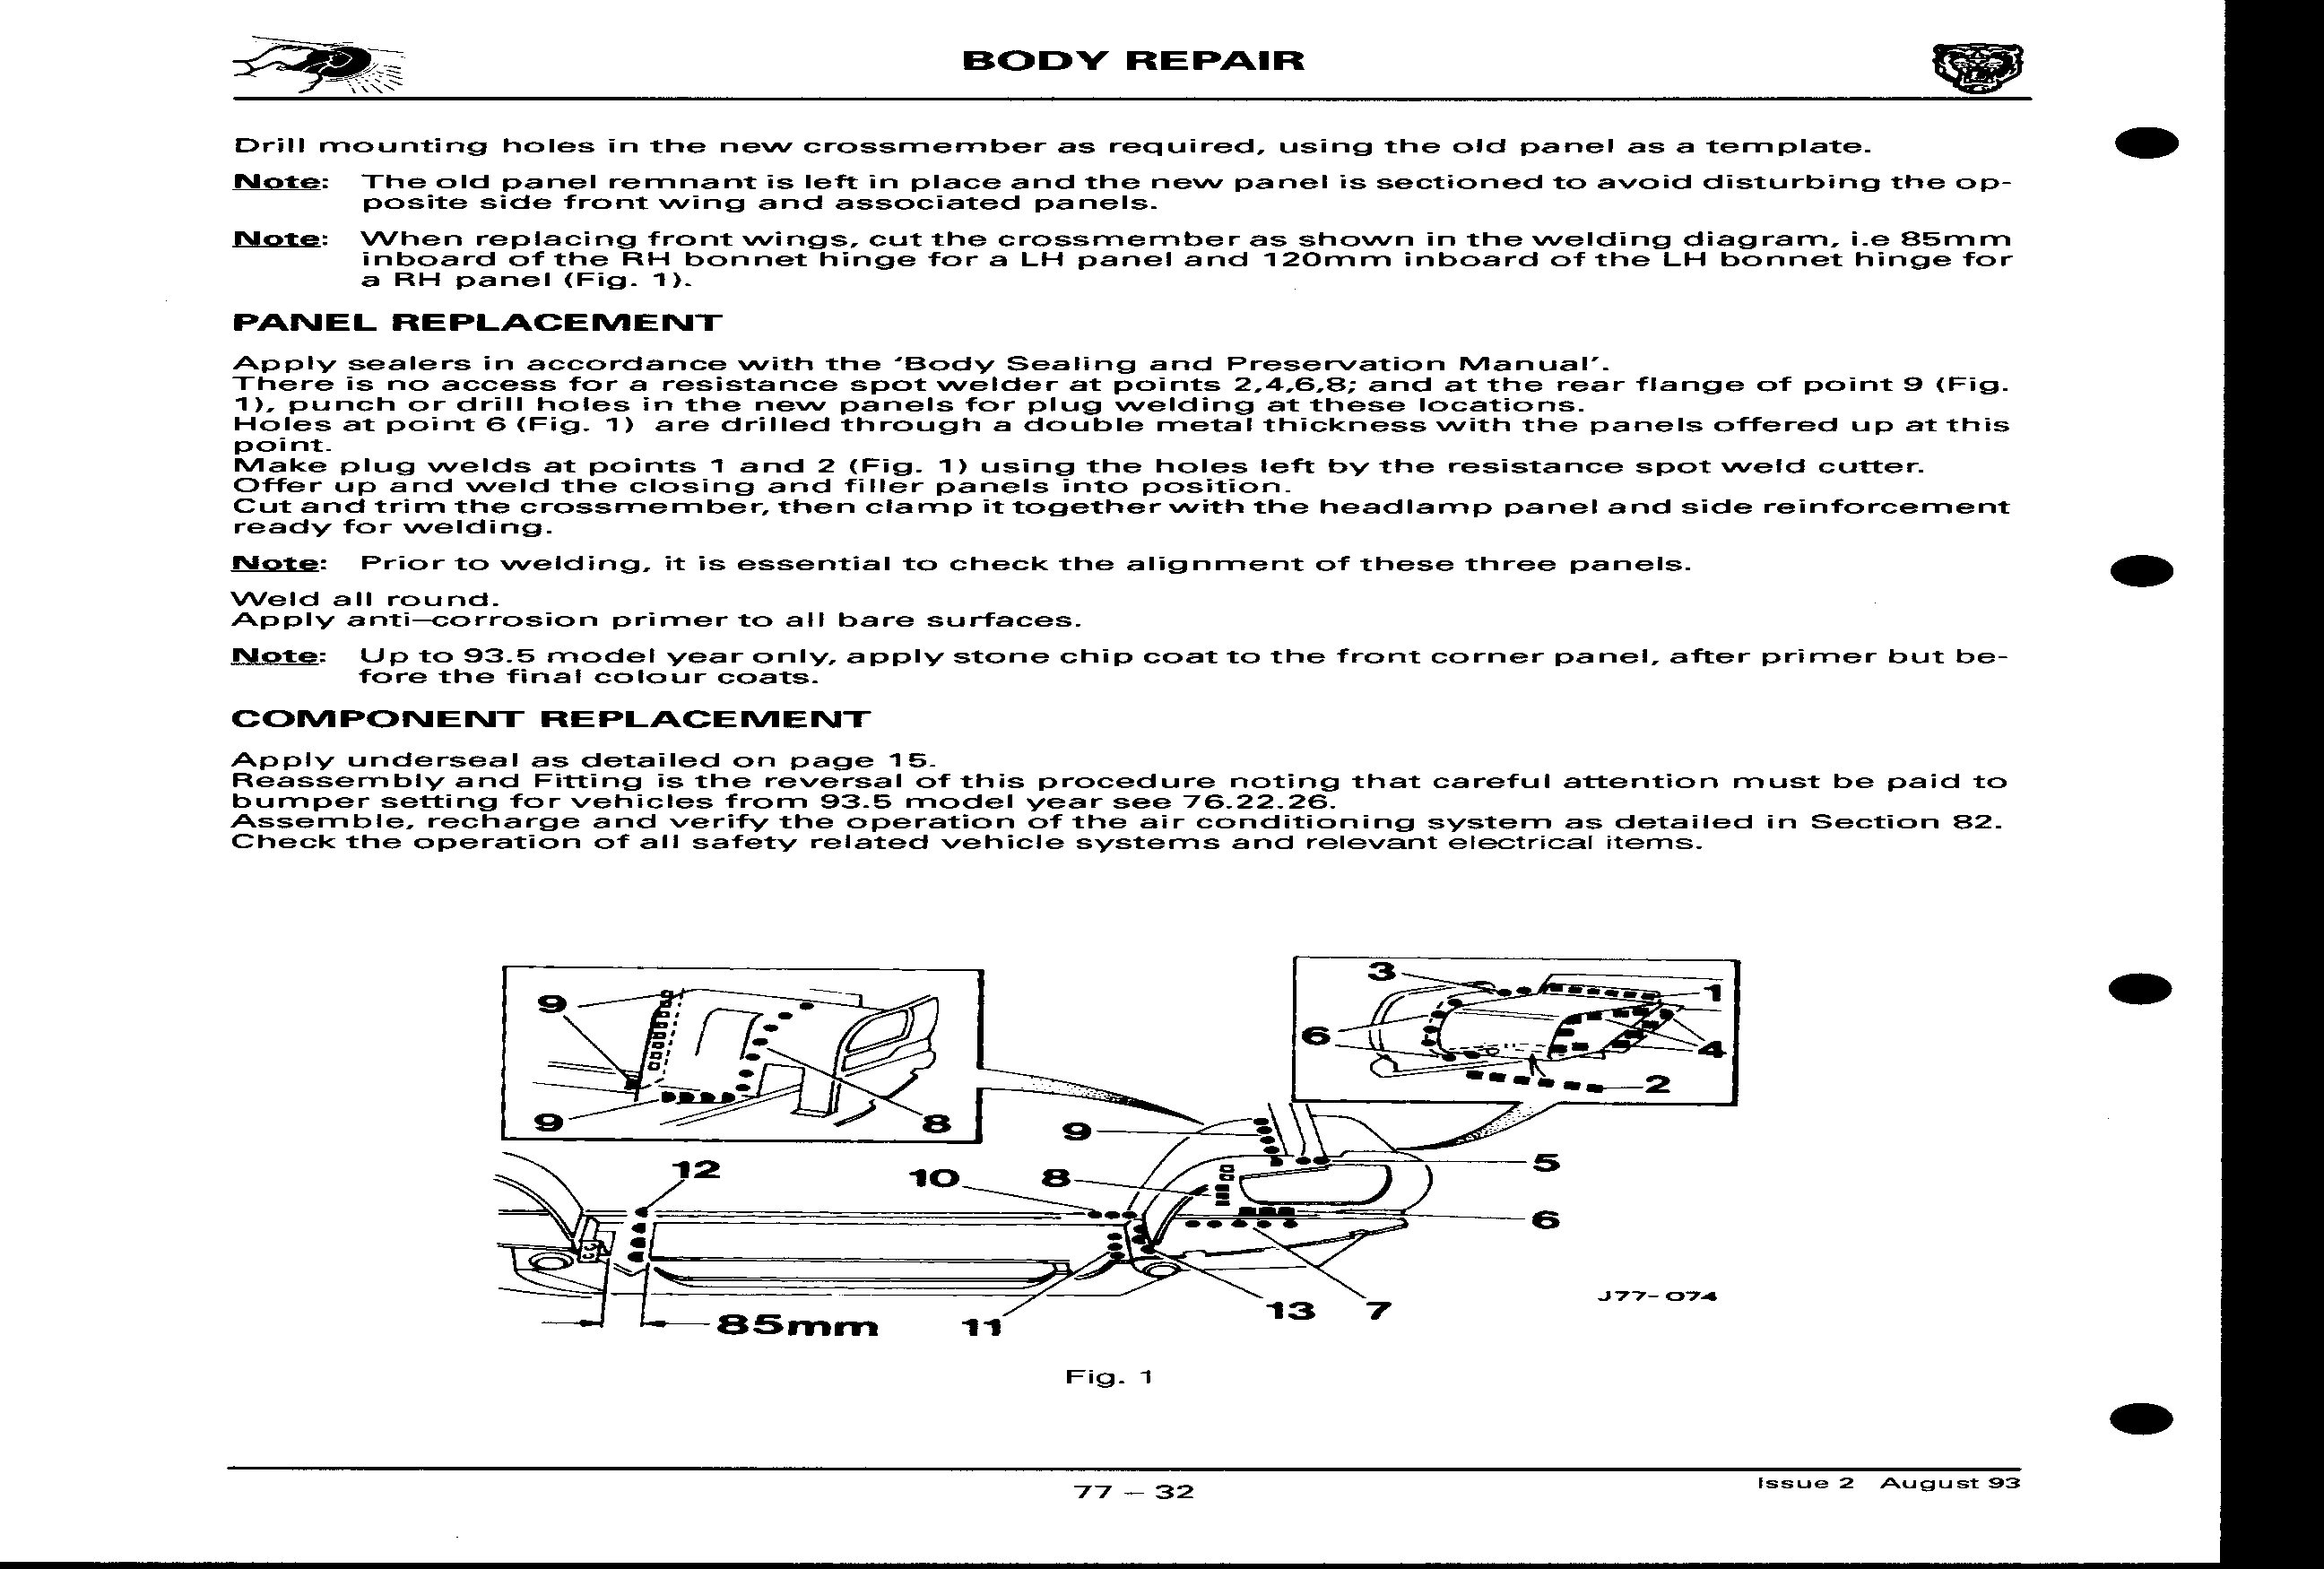 BODY REPAIR
Drill mounting holes in the new crossmember as required, using the old panel as a template.
Note: The old panel remnant is left in place and the new panel is sectioned to avoid disturbing the op-
posite side front wing and associated panels.
Note: When replacing front wings, cut the crossmember as shown in the welding diagram, i.e 85mm
inboard of the RH bonnet hinge for a LH panel and 120mm inboard of the LH bonnet hinge for
a RH panel (Fig. 1).
PANEL REPLACEMENT
Apply sealers in accordance with the 'Body Sealing and Preservation Manual'.
There is no access for a resistance spot welder at points 2,4,6,8; and at the rear flange of point 9 (Fig.
1), punch or drill holes in the new panels for plug welding at these locations.
Holes at point 6 (Fig. 1) are drilled through a double metal thickness with the panels offered up at this
point.
Make plug welds at points 1 and 2 (Fig. 1) using the holes left by the resistance spot weld cutter.
Offer up and weld the closing and filler panels into position.
Cut and trim the crossmember, then clamp it together with the headlamp panel and side reinforcement
ready for welding.
Note: Prior to welding, it is essential to check the alignment of these three panels.
Weld all round.
Apply anti–corrosion primer to all bare surfaces.
Note: Up to 93.5 model year only, apply stone chip coat to the front corner panel, after primer but be-
fore the final colour coats.
COMPONENT REPLACEMENT
Apply underseal as detailed on page 15.
Reassembly and Fitting is the reversal of this procedure noting that careful attention must be paid to
bumper setting for vehicles from 93.5 model year see 76.22.26.
Assemble, recharge and verify the operation of the air conditioning system as detailed in Section 82.
Check the operation of all safety related vehicle systems and relevant electrical items.
9
9
8
3
1
6
4
2
9
5
12
10
8
6
85mm
11
13
7
J77-074
Fig. 1
77 – 32
Issue 2 August 93